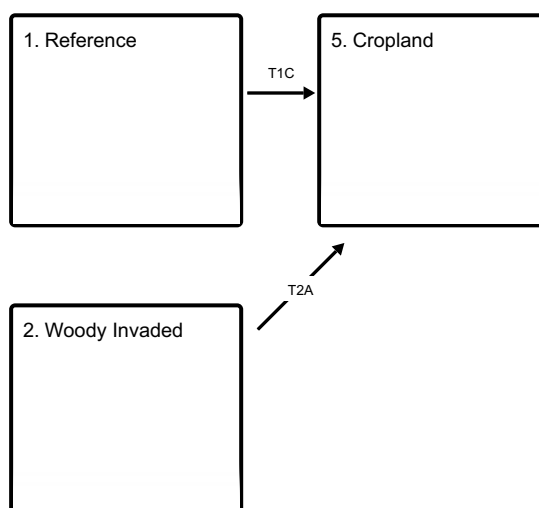 1. Reference
T1C
5. Cropland
T2A
2. Woody Invaded